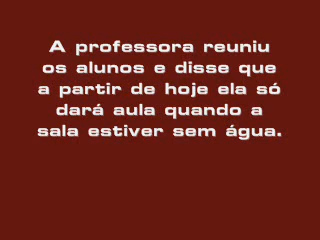 A professora reuniu
os alunos e disse que
a partir de hoje ela só
dará aula quando a
sala estiver sem água.